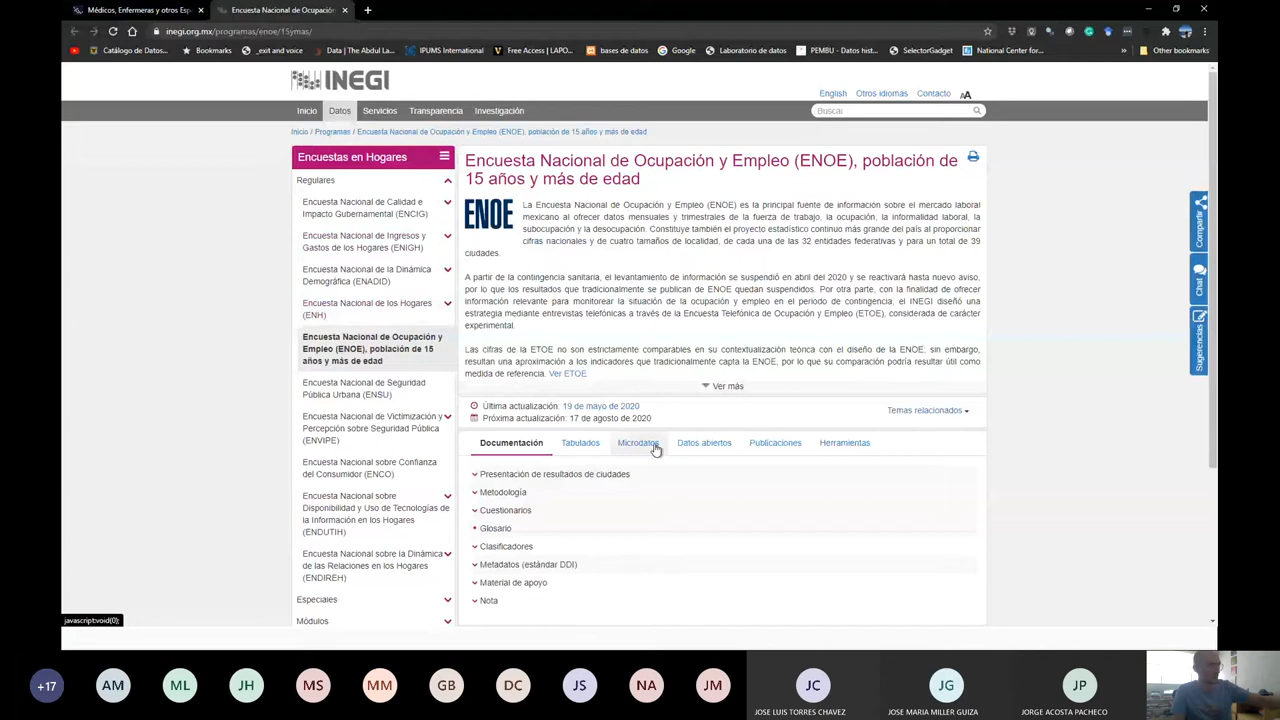 Médicos, Enfermeras y otros Esp
Encuesta Nacional de Ocupación
inegi.org.mx/programas/enoe/15ymas/
Catálogo de Datos...
Bookmarks
_exit and voice
Data | The Abdul La...
IPUMS International
Free Access | LAPO...
bases de datos
Google
Laboratorio de datos
PEMBU - Datos hist...
SelectorGadget
National Center for...
Other bookmarks
INEGI
English
Otros idiomas
Contacto
AA
Inicio
Datos
Servicios
Transparencia
Investigación
Buscar
Inicio / Programas / Encuesta Nacional de Ocupación y Empleo (ENOE), población de 15 años y más de edad
Encuestas en Hogares
Regulares
Encuesta Nacional de Calidad e
Impacto Gubernamental (ENCIG)
Encuesta Nacional de Ingresos y
Gastos de los Hogares (ENIGH)
Encuesta Nacional de la Dinámica
Demográfica (ENADID)
Encuesta Nacional de los Hogares
(ENH)
Encuesta Nacional de Ocupación y
Empleo (ENOE), población de 15
años y más de edad
Encuesta Nacional de Seguridad
Pública Urbana (ENSU)
Encuesta Nacional de Victimización y
Percepción sobre Seguridad Pública
(ENVIPE)
Encuesta Nacional sobre Confianza
del Consumidor (ENCO)
Encuesta Nacional sobre
Disponibilidad y Uso de Tecnologías de
la Información en los Hogares
(ENDUTIH)
Encuesta Nacional sobre la Dinámica
de las Relaciones en los Hogares
(ENDIREH)
Especiales
Módulos
Encuesta Nacional de Ocupación y Empleo (ENOE), población de
15 años y más de edad
ENOE
La Encuesta Nacional de Ocupación y Empleo (ENOE) es la principal fuente de información sobre el mercado laboral
mexicano al ofrecer datos mensuales y trimestrales de la fuerza de trabajo, la ocupación, la informalidad laboral, la
subocupación y la desocupación. Constituye también el proyecto estadístico continuo más grande del país al proporcionar
cifras nacionales y de cuatro tamaños de localidad, de cada una de las 32 entidades federativas y para un total de 39
ciudades.
A partir de la contingencia sanitaria, el levantamiento de información se suspendió en abril del 2020 y se reactivará hasta nuevo aviso,
por lo que los resultados que tradicionalmente se publican de ENOE quedan suspendidos. Por otra parte, con la finalidad de ofrecer
información relevante para monitorear la situación de la ocupación y empleo en el periodo de contingencia, el INEGI diseñó una
estrategia mediante entrevistas telefónicas a través de la Encuesta Telefónica de Ocupación y Empleo (ETOE), considerada de carácter
experimental.
Las cifras de la ETOE no son estrictamente comparables en su contextualización teórica con el diseño de la ENOE; sin embargo,
resultan una aproximación a los indicadores que tradicionalmente capta la ENOE, por lo que su comparación podría resultar útil como
medida de referencia. Ver ETOE
Ver más
Última actualización: 19 de mayo de 2020
Próxima actualización: 17 de agosto de 2020
Temas relacionados
Documentación
Tabulados
Microdatos
Datos abiertos
Publicaciones
Herramientas
Presentación de resultados de ciudades
Metodología
Cuestionarios
Glosario
Clasificadores
Metadatos (estándar DDI)
Material de apoyo
Nota
Compartir
Chat
Sugerencias
javascript:void(0);
+17
AM
ML
JH
MS
MM
GB
DC
JS
NA
JM
JC
JOSE LUIS TORRES CHAVEZ
JG
JOSE MARIA MILLER GUIZA
JP
JORGE ACOSTA PACHECO